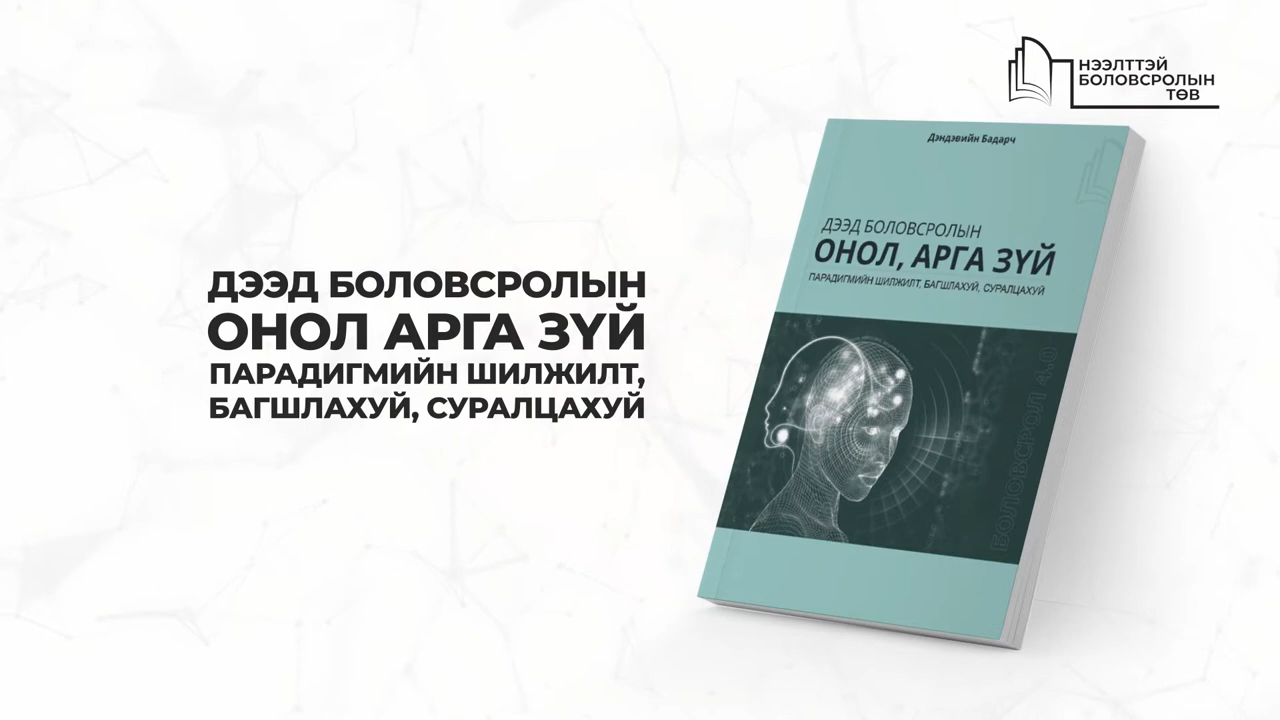 НЭЭЛТТЭЙ
БОЛОВСРОЛЫН
ТӨВ
ДЭЭД БОЛОВСРОЛЫН
ОНОЛ АРГА ЗҮЙ
ПАРАДИГМИЙН ШИЛЖИЛТ,
БАГШЛАХУЙ, СУРАЛЦАХУЙ
Дэндэвийн Бадарч
ДЭЭД БОЛОВСРОЛЫН
ОНОЛ, АРГА ЗҮЙ
ПАРАДИГМИЙН ШИЛЖИЛТ, БАГШЛАХУЙ, СУРАЛЦАХУЙ
БОЛОВСРОЛ 4.0